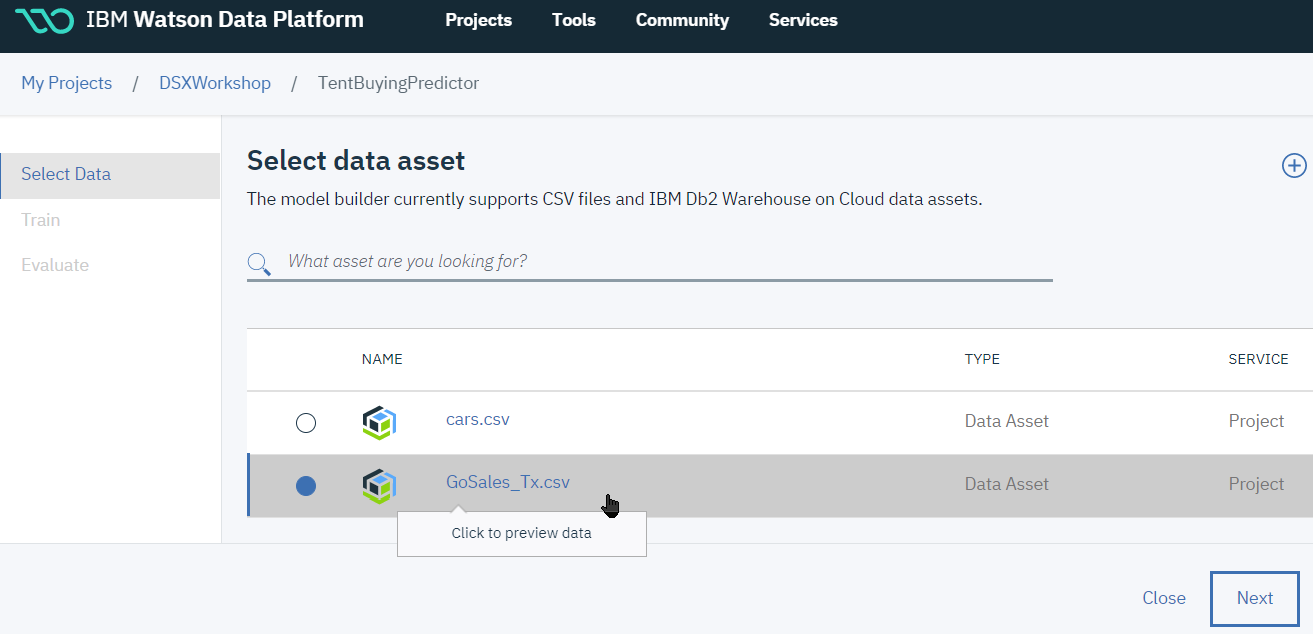 IBM Watson Data Platform Projects Tools Community Services
My Projects / DSXWorkshop / TentBuyingPredictor
Select Data
Train
Evaluate
Select data asset
The model builder currently supports CSV files and IBM Db2 Warehouse on Cloud data assets.
What asset are you looking for?
NAME TYPE SERVICE
cars.csv Data Asset Project
GoSales_Tx.csv Data Asset Project
Click to preview data
Close Next